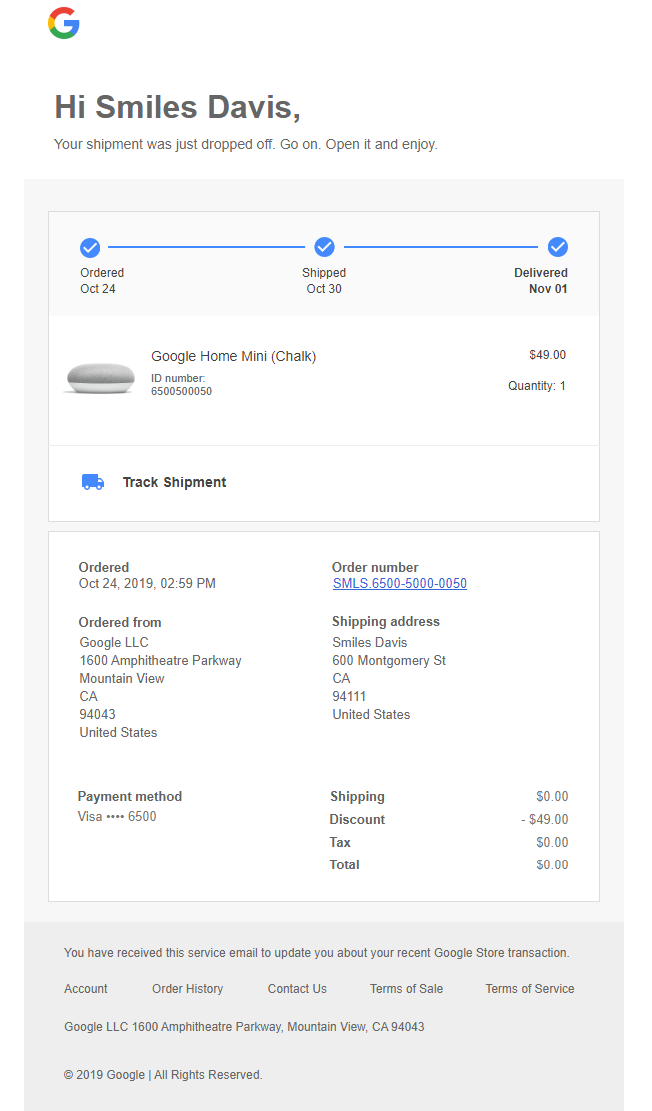 Hi Smiles Davis,
Your shipment was just dropped off. Go on. Open it and enjoy.
Ordered
Oct 24
Shipped
Oct 30
Delivered
Nov 01
Google Home Mini (Chalk)
$49.00
ID number:
6500500050
Quantity: 1
Track Shipment
Ordered
Oct 24, 2019, 02:59 PM
Order number
SMLS.6500-5000-0050
Ordered from
Google LLC
1600 Amphitheatre Parkway
Mountain View
CA
94043
United States
Shipping address
Smiles Davis
600 Montgomery St
CA
94111
United States
Payment method
Visa •••• 6500
Shipping $0.00
Discount - $49.00
Tax $0.00
Total $0.00
You have received this service email to update you about your recent Google Store transaction.
Account Order History Contact Us Terms of Sale Terms of Service
Google LLC 1600 Amphitheatre Parkway, Mountain View, CA 94043
© 2019 Google | All Rights Reserved.